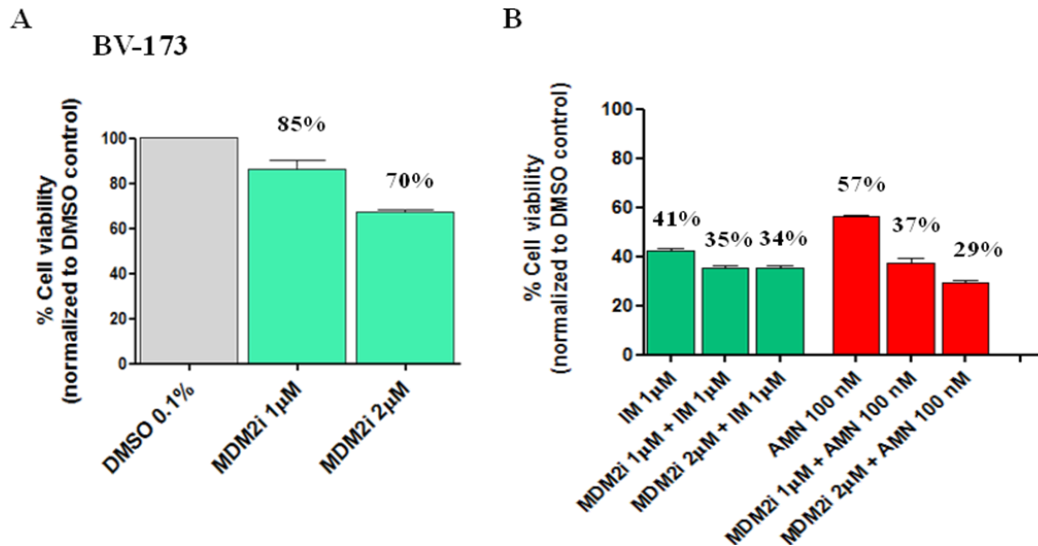 A
BV-173
% Cell viability
(normalized to DMSO control)
100
80
60
40
20
0
85%
70%
DMSO 0.1%
MDM2i 1µM
MDM2i 2µM
B
% Cell viability
(normalized to DMSO control)
100
80
60
40
20
0
41%
35%
34%
57%
37%
29%
IM 1µM
MDM2i 1µM + IM 1µM
MDM2i 2µM + IM 1µM
AMN 100 nM
MDM2i 1µM + AMN 100 nM
MDM2i 2µM + AMN 100 nM